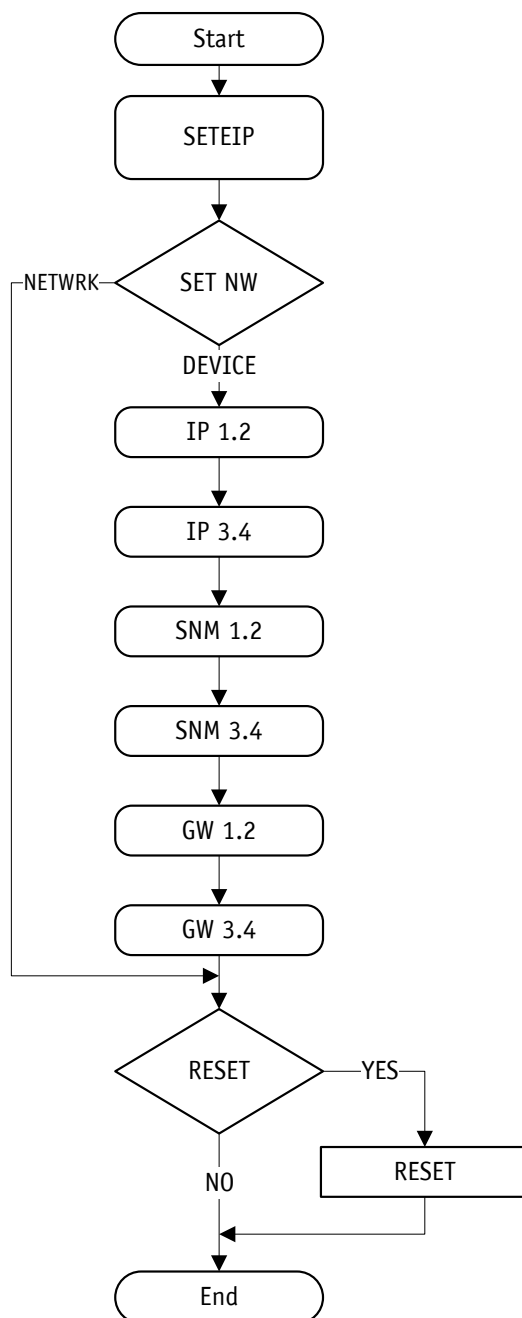 Start
SETEIP
NETWRK
SET NW
DEVICE
IP 1.2
IP 3.4
SNM 1.2
SNM 3.4
GW 1.2
GW 3.4
RESET
YES
NO
RESET
End